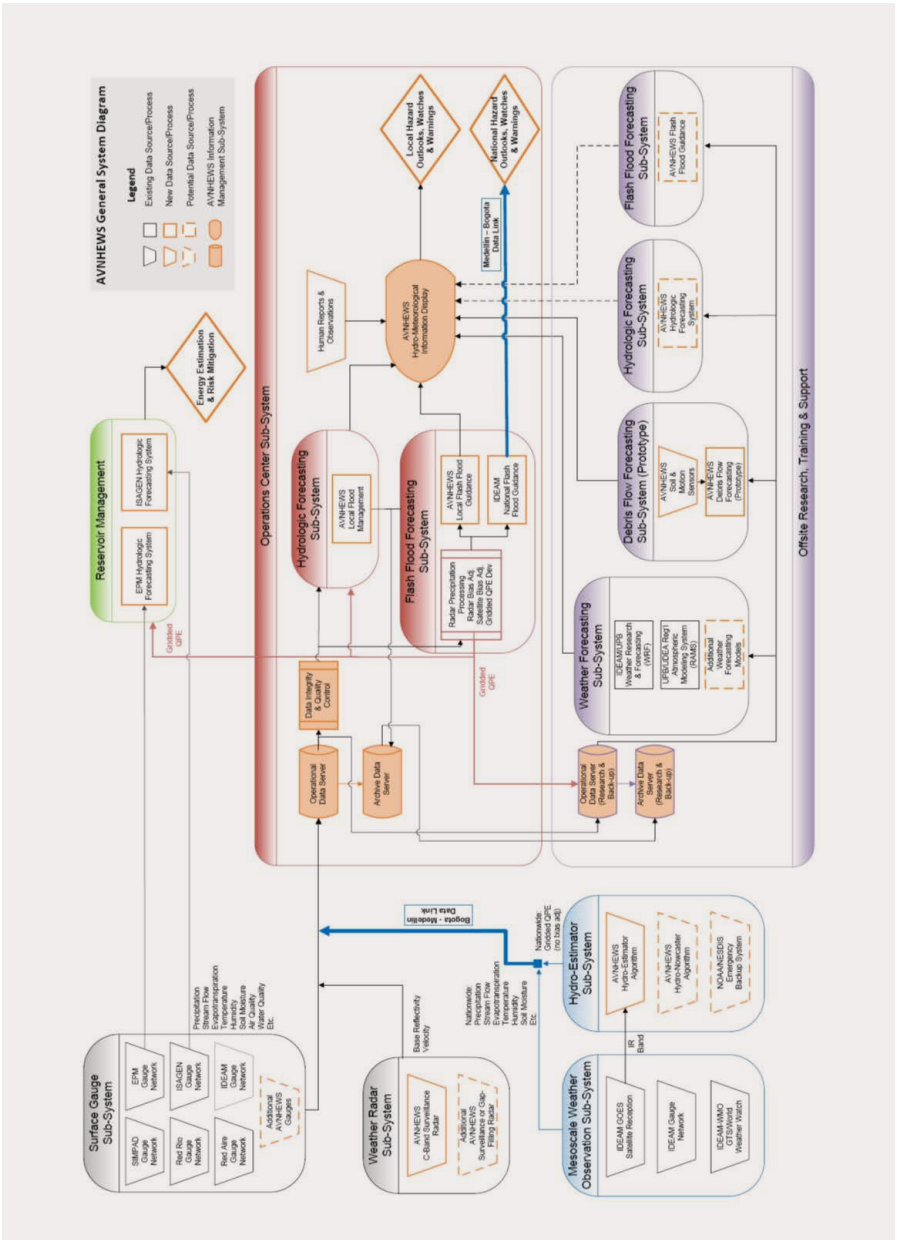 AVNHEWS General System Diagram
Legend
Existing Data Source/Process
New Data Source/Process
Potential Data Source/Process
AVNHEWS Information
Management Sub-System
Surface Gauge
Sub-System
SIMPAD
Gauge
Network
EPM
Gauge
Network
Red Rio
Gauge
Network
ISAGEN
Gauge
Network
Red Aire
Gauge
Network
IDEAM
Gauge
Network
Additional
AVNHEWS
Gauges
Precipitation
Stream Flow
Evapotranspiration
Temperature
Humidity
Soil Moisture
Air Quality
Water Quality
Etc.
Reservoir Management
EPM Hydrologic
Forecasting System
ISAGEN Hydrologic
Forecasting System
Energy Estimation
& Risk Mitigation
Gridded
QPE
Weather Radar
Sub-System
AVNHEWS
C-Band Surveillance
Radar
Additional
AVNHEWS
Surveillance or Gap-
Filling Radar
Base Reflectivity
Velocity
Nationwide:
Precipitation
Stream Flow
Evapotranspiration
Temperature
Humidity
Soil Moisture
Etc.
Bogota - Medellin
Data Link
Nationwide:
Gridded QPE
(no bias adj)
Mesoscale Weather
Observation Sub-System
IDEAM GOES
Satellite Reception
IDEAM Gauge
Network
IDEAM-WMO
GTS/World
Weather Watch
IR
Band
Hydro-Estimator
Sub-System
AVNHEWS
Hydro-Estimator
Algorithm
AVNHEWS
Hydro-Nowcaster
Algorithm
NOAA/NESDIS
Emergency
Backup System
Operations Center Sub-System
Operational
Data Server
Data Integrity
& Quality
Control
Archive Data
Server
Hydrologic Forecasting
Sub-System
AVNHEWS
Local Flood
Management
Flash Flood Forecasting
Sub-System
Radar Precipitation
Processing
Radar Bias Adj.
Satellite Bias Adj.
Gridded QPE Dev
AVNHEWS
Local Flash Flood
Guidance
IDEAM
National Flash
Flood Guidance
Gridded
QPE
Human Reports &
Observations
AVNHEWS
Hydro-Meteorological
Information Display
Local Hazard
Outlooks, Watches
& Warnings
Medellin – Bogota
Data Link
National Hazard
Outlooks, Watches
& Warnings
Operational
Data Server
(Research &
Back-up)
Archive Data
Server
(Research &
Back-up)
Weather Forecasting
Sub-System
IDEAM/UPB
Weather Research
& Forecasting
(WRF)
UPB/UDEA Reg'l
Atmospheric
Modeling System
(RAMS)
Additional
Weather
Forecasting
Models
Debris Flow Forecasting
Sub-System (Prototype)
AVNHEWS
Soil &
Motion
Sensors
AVNHEWS
Debris Flow
Forecasting
(Prototype)
Hydrologic Forecasting
Sub-System
AVNHEWS
Hydrologic
Forecasting
System
Flash Flood Forecasting
Sub-System
AVNHEWS Flash
Flood Guidance
Offsite Research, Training & Support